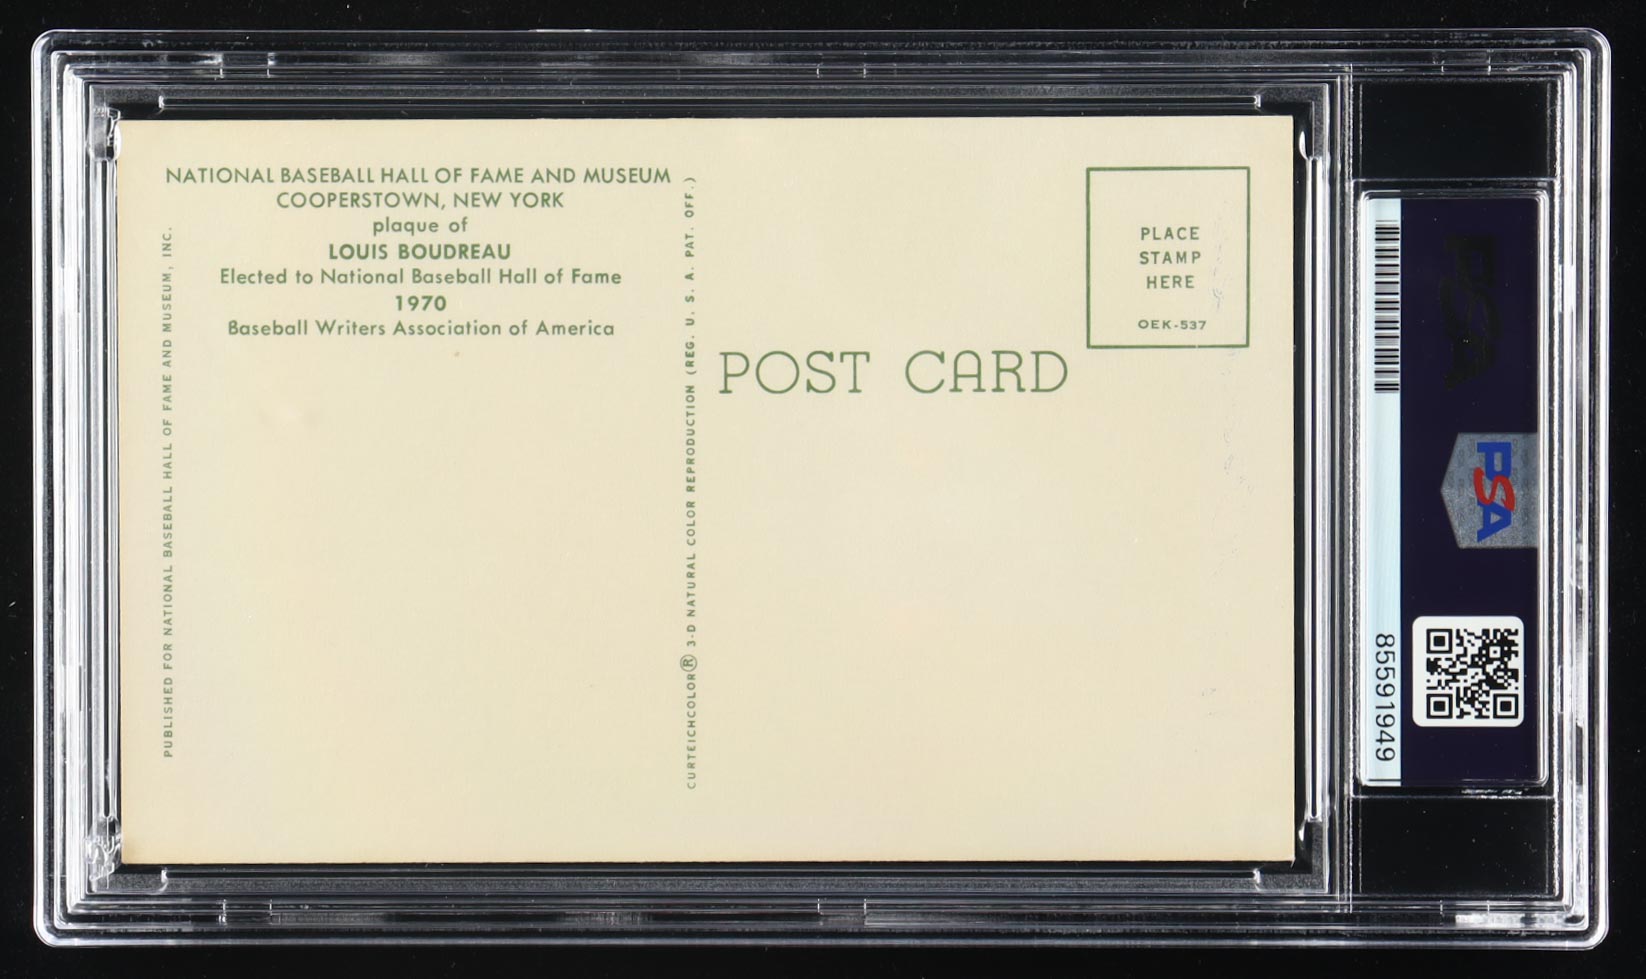 NATIONAL BASEBALL HALL OF FAME AND MUSEUM
COOPERSTOWN, NEW YORK
plaque of
LOUIS BOUDREAU
Elected to National Baseball Hall of Fame
1970
Baseball Writers Association of America
PUBLISHED FOR NATIONAL BASEBALL HALL OF FAME AND MUSEUM, INC.
CURTEICHCOLOR® 3-D NATURAL COLOR REPRODUCTION (REG. U. S. A. PAT. OFF.)
POST CARD
PLACE
STAMP
HERE
OEK-537
PSA
PSA
85591949